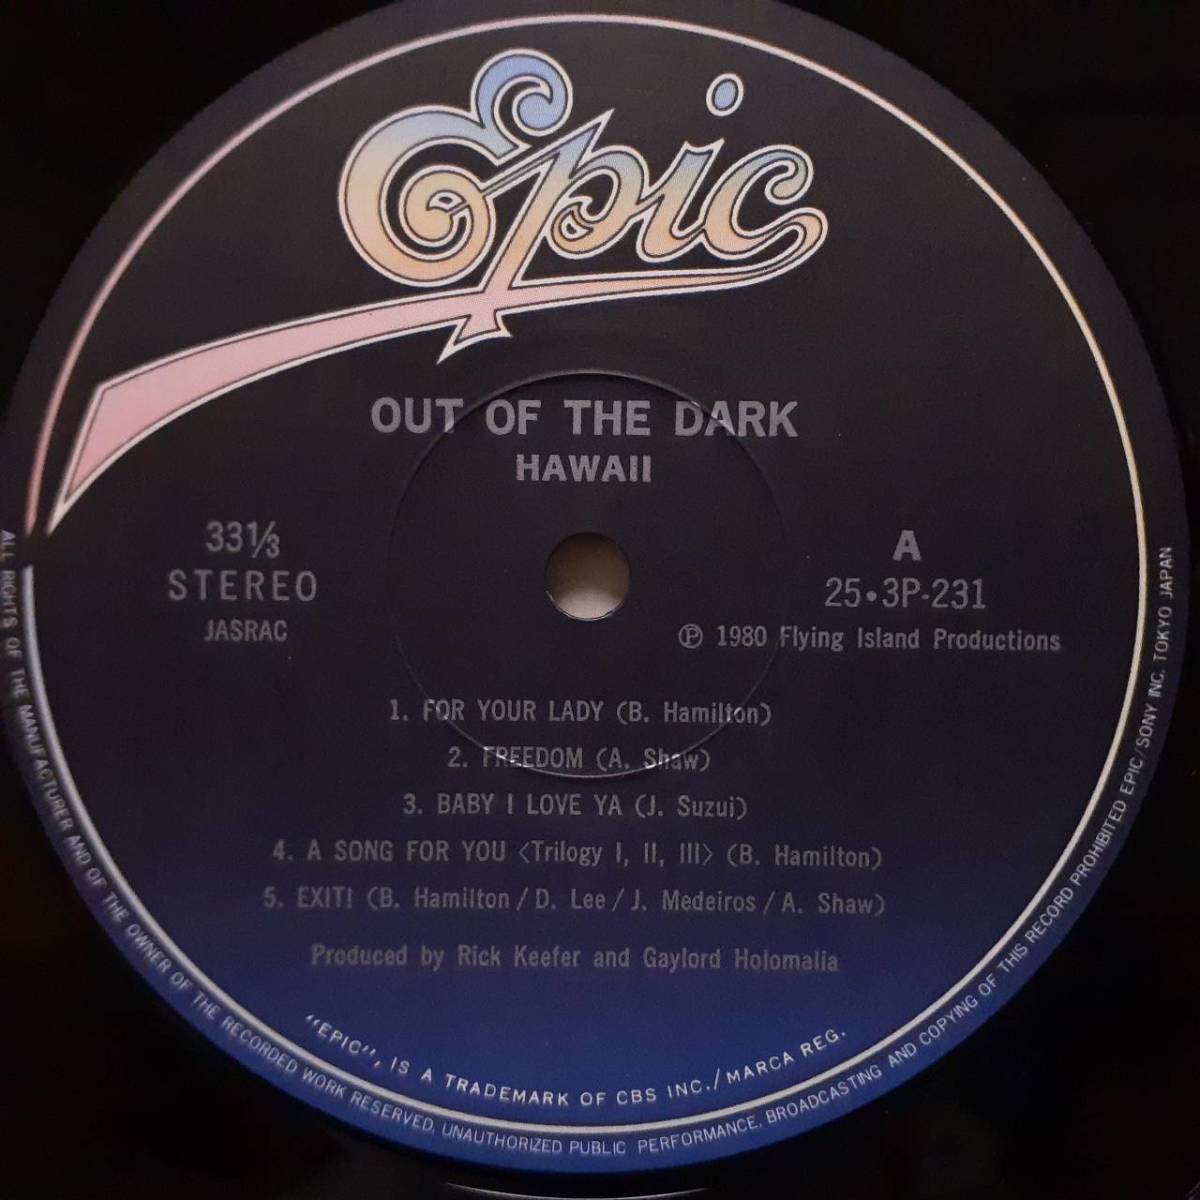 Epic
OUT OF THE DARK
HAWAII
33⅓
STEREO
JASRAC
A
25•3P-231
℗ 1980 Flying Island Productions
1. FOR YOUR LADY (B. Hamilton)
2. FREEDOM (A. Shaw)
3. BABY I LOVE YA (J. Suzui)
4. A SONG FOR YOU <Trilogy I, II, III> (B. Hamilton)
5. EXIT! (B. Hamilton / D. Lee / J. Medeiros / A. Shaw)
Produced by Rick Keefer and Gaylord Holomalia
"EPIC", IS A TRADEMARK OF CBS INC./MARCA REG.
ALL RIGHTS OF THE MANUFACTURER AND OF THE OWNER OF THE RECORDED WORK RESERVED. UNAUTHORIZED PUBLIC PERFORMANCE. BROADCASTING AND COPYING OF THIS RECORD PROHIBITED EPIC/SONY INC. TOKYO JAPAN